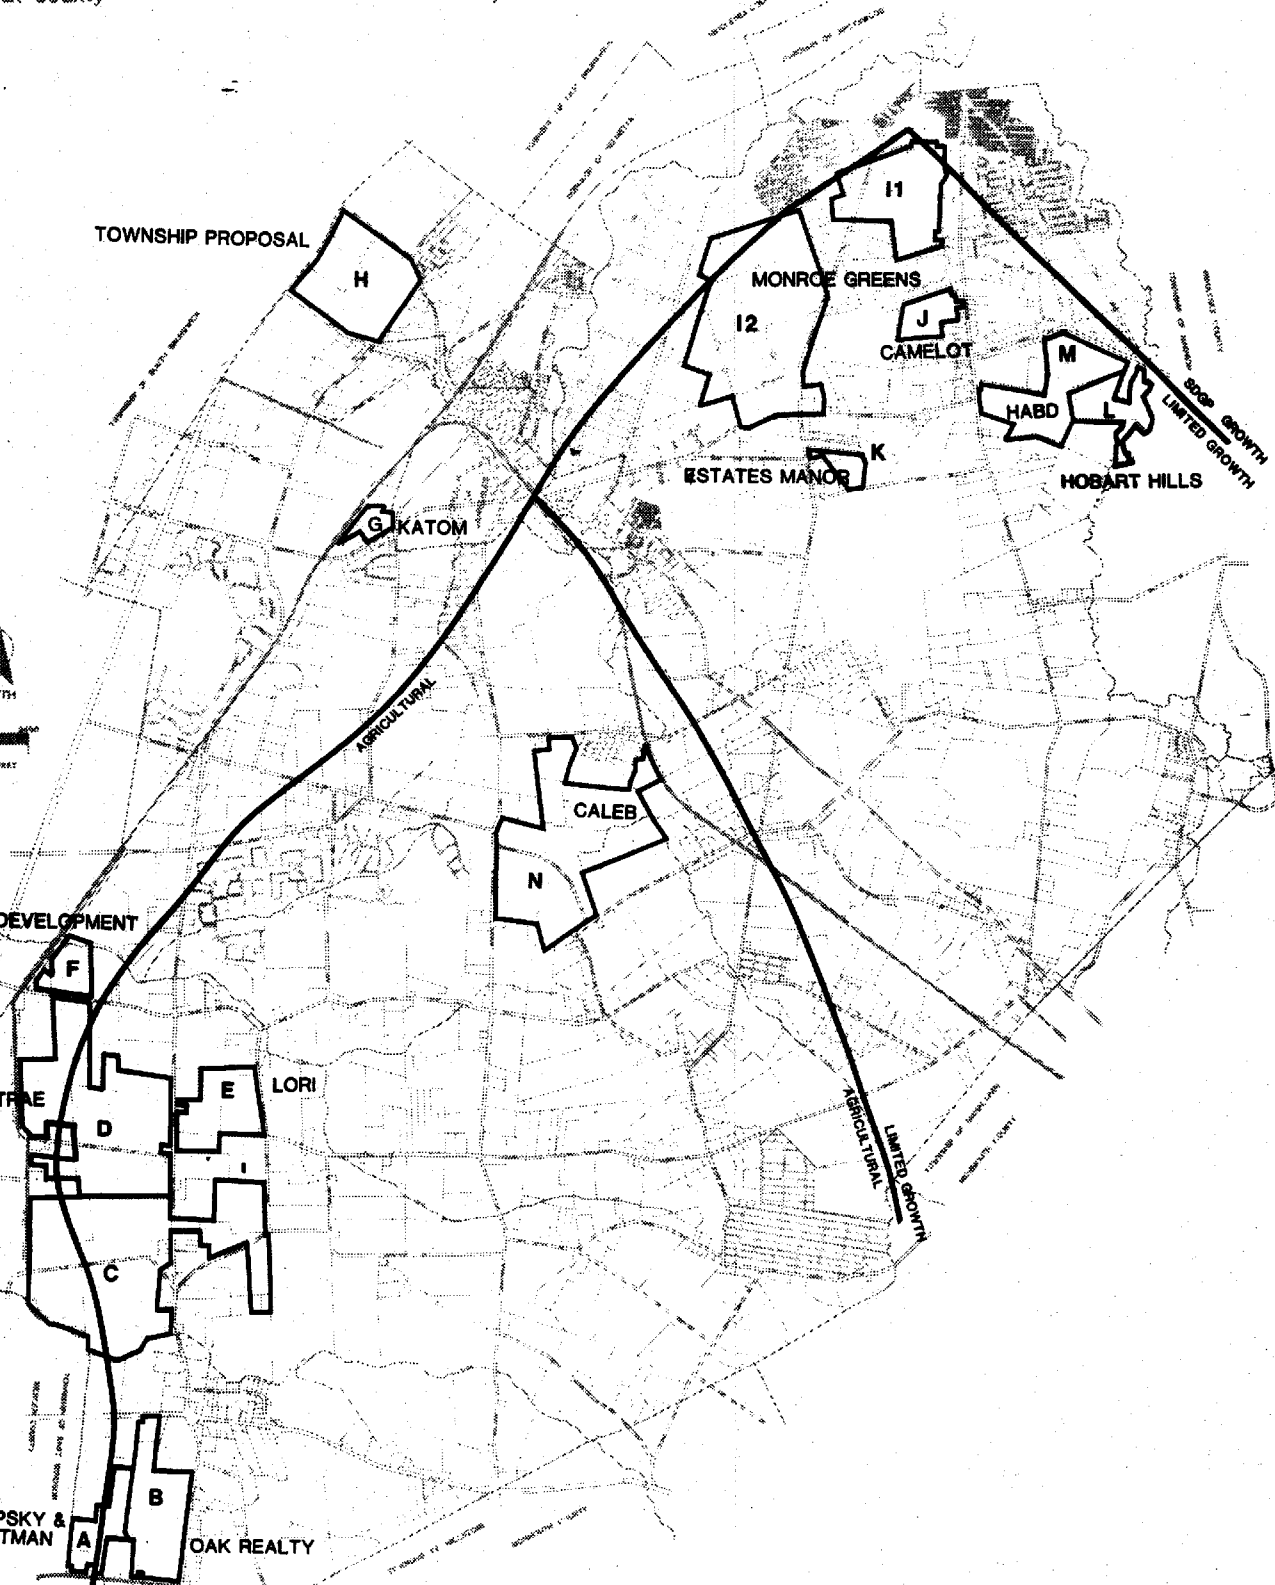 TOWNSHIP PROPOSAL
H
I1
MONROE GREENS
I2
J
CAMELOT
M
HABD
L
SDGP GROWTH
LIMITED GROWTH
K
ESTATES MANOR
HOBART HILLS
G KATOM
AGRICULTURAL
CALEB
N
DEVELOPMENT
F
E
LORI
TRAE
D
I
AGRICULTURAL
LIMITED GROWTH
C
B
PSKY &
TMAN
A
OAK REALTY